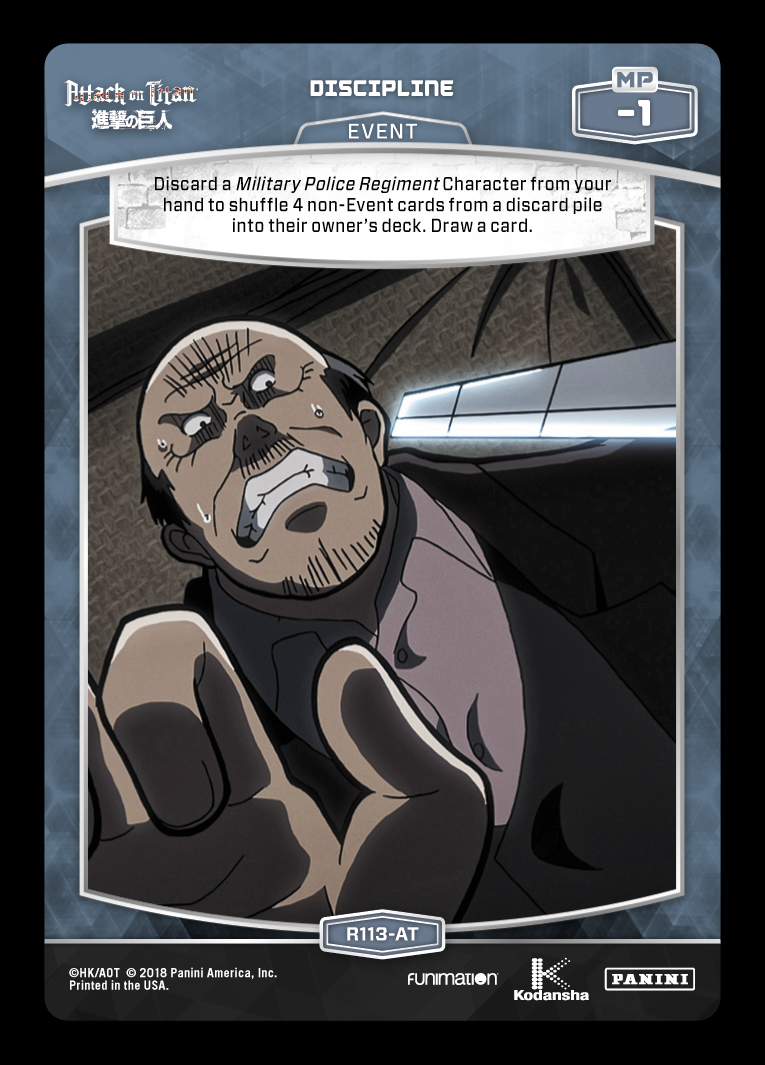 Attack on Titan
進撃の巨人
DISCIPLINE
MP
-1
EVENT
Discard a Military Police Regiment Character from your
hand to shuffle 4 non-Event cards from a discard pile
into their owner's deck. Draw a card.
R113-AT
©HK/AOT © 2018 Panini America, Inc.
Printed in the USA.
FUNIMATION
K
Kodansha
PANINI